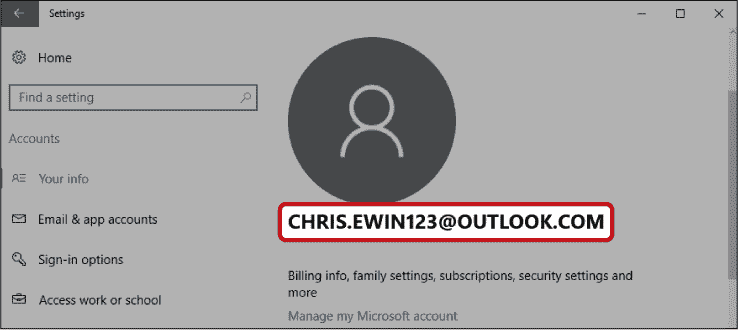 Settings
Home
Find a setting
Accounts
Your info
Email & app accounts
Sign-in options
Access work or school
CHRIS.EWIN123@OUTLOOK.COM
Billing info, family settings, subscriptions, security settings and
more
Manage my Microsoft account